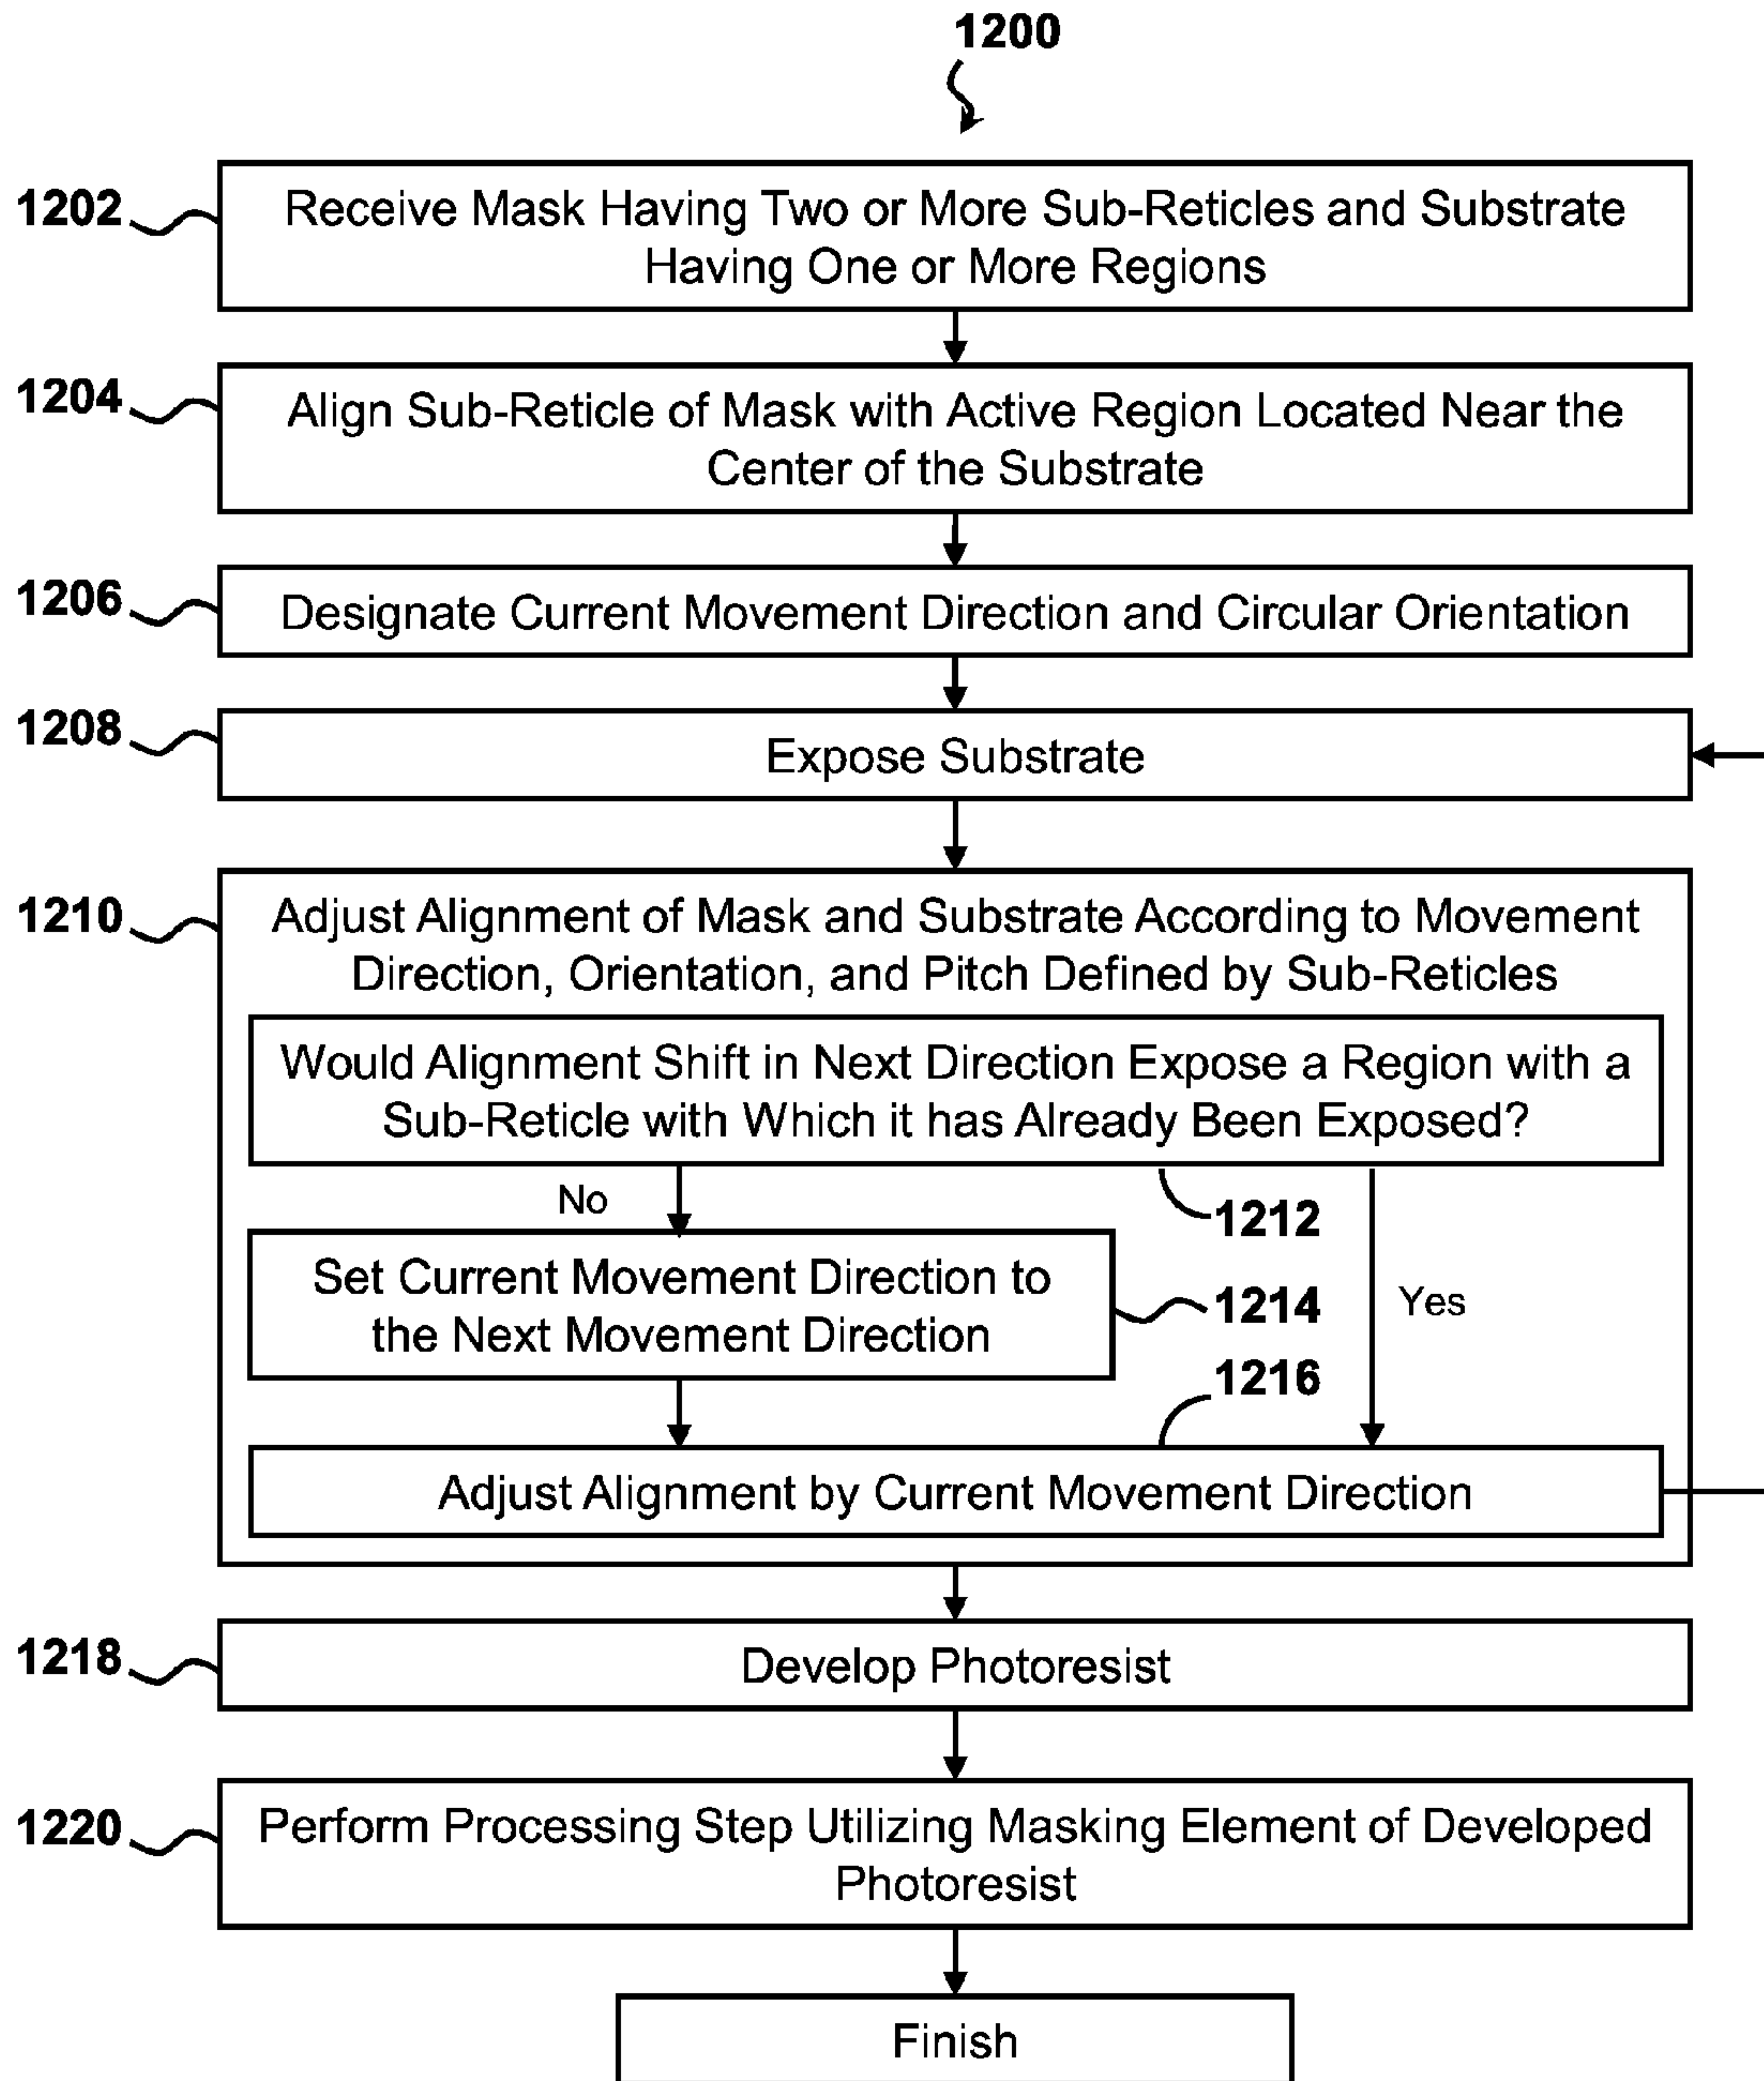 1200
1202
Receive Mask Having Two or More Sub-Reticles and Substrate
Having One or More Regions
1204
Align Sub-Reticle of Mask with Active Region Located Near the
Center of the Substrate
1206
Designate Current Movement Direction and Circular Orientation
1208
Expose Substrate
1210
Adjust Alignment of Mask and Substrate According to Movement
Direction, Orientation, and Pitch Defined by Sub-Reticles
Would Alignment Shift in Next Direction Expose a Region with a
Sub-Reticle with Which it has Already Been Exposed?
No
1212
Set Current Movement Direction to
the Next Movement Direction
1214
Yes
1216
Adjust Alignment by Current Movement Direction
1218
Develop Photoresist
1220
Perform Processing Step Utilizing Masking Element of Developed
Photoresist
Finish